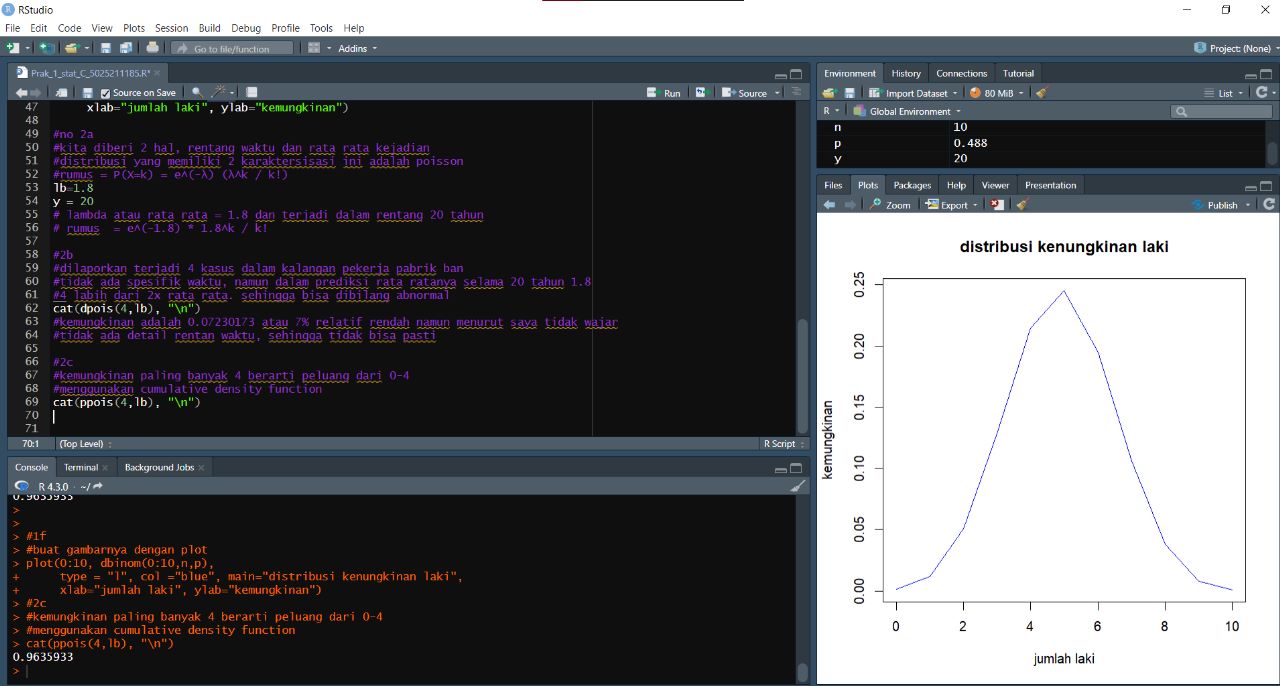 RStudio
File Edit Code View Plots Session Build Debug Profile Tools Help
Go to file/function Addins Project: (None)
Prak_1_stat_C_5025211185.R*
Source on Save Run Source
47 xlab="jumlah laki", ylab="kemungkinan")
48
49 #no 2a
50 #kita diberi 2 hal, rentang waktu dan rata rata kejadian
51 #distribusi yang memiliki 2 karaktersisasi ini adalah poisson
52 #rumus = P(X=k) = e^(-λ) (λ^k / k!)
53 lb=1.8
54 y = 20
55 # lambda atau rata rata = 1.8 dan terjadi dalam rentang 20 tahun
56 # rumus  = e^(-1.8) * 1.8^k / k!
57
58 #2b
59 #dilaporkan terjadi 4 kasus dalam kalangan pekerja pabrik ban
60 #tidak ada spesifik waktu, namun dalam prediksi rata ratanya selama 20 tahun 1.8
61 #4 labih dari 2x rata rata. sehingga bisa dibilang abnormal
62 cat(dpois(4,lb), "\n")
63 #kemungkinan adalah 0.07230173 atau 7% relatif rendah namun menurut saya tidak wajar
64 #tidak ada detail rentan waktu, sehingga tidak bisa pasti
65
66 #2c
67 #kemungkinan paling banyak 4 berarti peluang dari 0-4
68 #menggunakan cumulative density function
69 cat(ppois(4,lb), "\n")
70
71
70:1 (Top Level) R Script
Console Terminal Background Jobs
R 4.3.0 · ~/
0.9635933
>
>
> #1f
> #buat gambarnya dengan plot
> plot(0:10, dbinom(0:10,n,p),
+ type = "l", col ="blue", main="distribusi kenungkinan laki",
+ xlab="jumlah laki", ylab="kemungkinan")
> #2c
> #kemungkinan paling banyak 4 berarti peluang dari 0-4
> #menggunakan cumulative density function
> cat(ppois(4,lb), "\n")
0.9635933
>
Environment History Connections Tutorial
Import Dataset 80 MiB List
R Global Environment
n 10
p 0.488
y 20
Files Plots Packages Help Viewer Presentation
Zoom Export Publish
distribusi kenungkinan laki
kemungkinan
0.25
0.20
0.15
0.10
0.05
0.00
0 2 4 6 8 10
jumlah laki